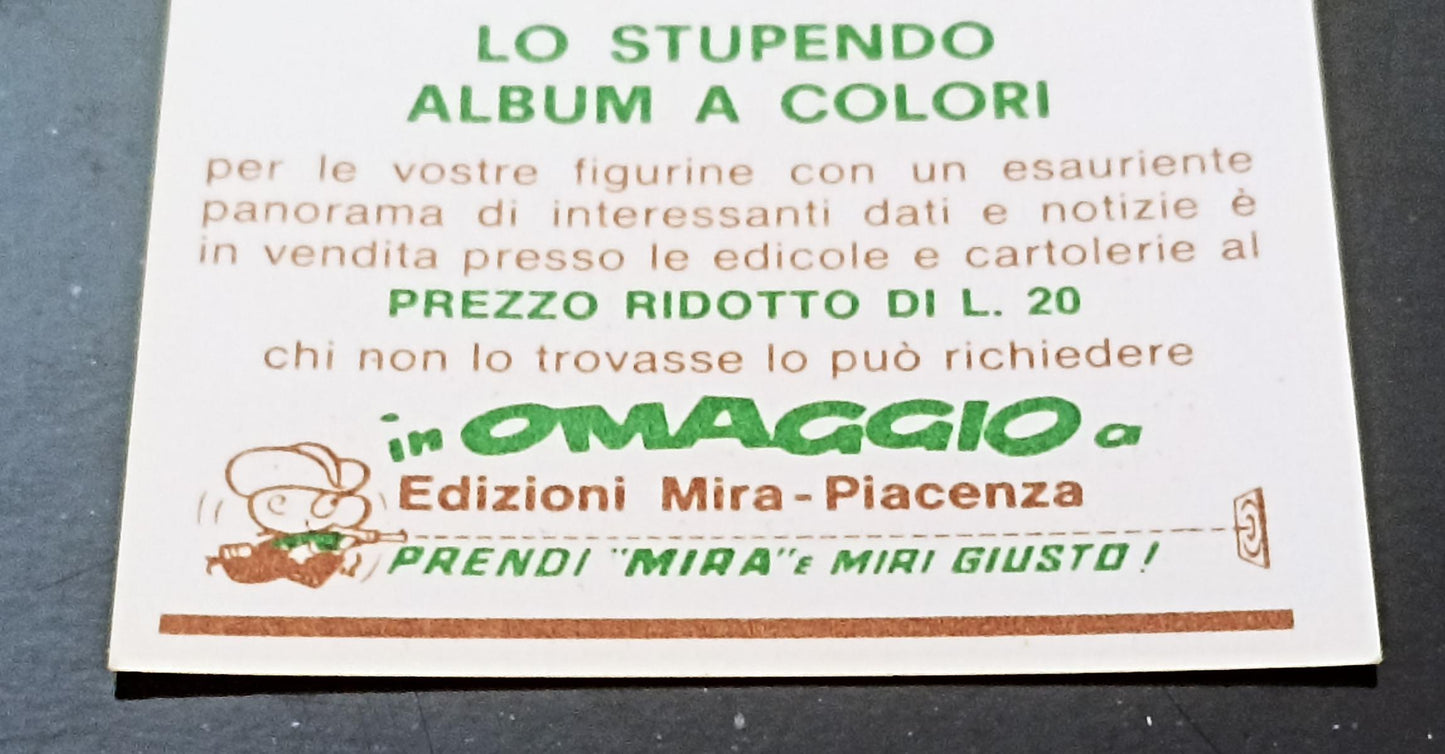 LO STUPENDO
ALBUM A COLORI
per le vostre figurine con un esauriente
panorama di interessanti dati e notizie è
in vendita presso le edicole e cartolerie al
PREZZO RIDOTTO DI L. 20
chi non lo trovasse lo può richiedere
in OMAGGIO a
Edizioni Mira - Piacenza
PRENDI "MIRA" E MIRI GIUSTO!